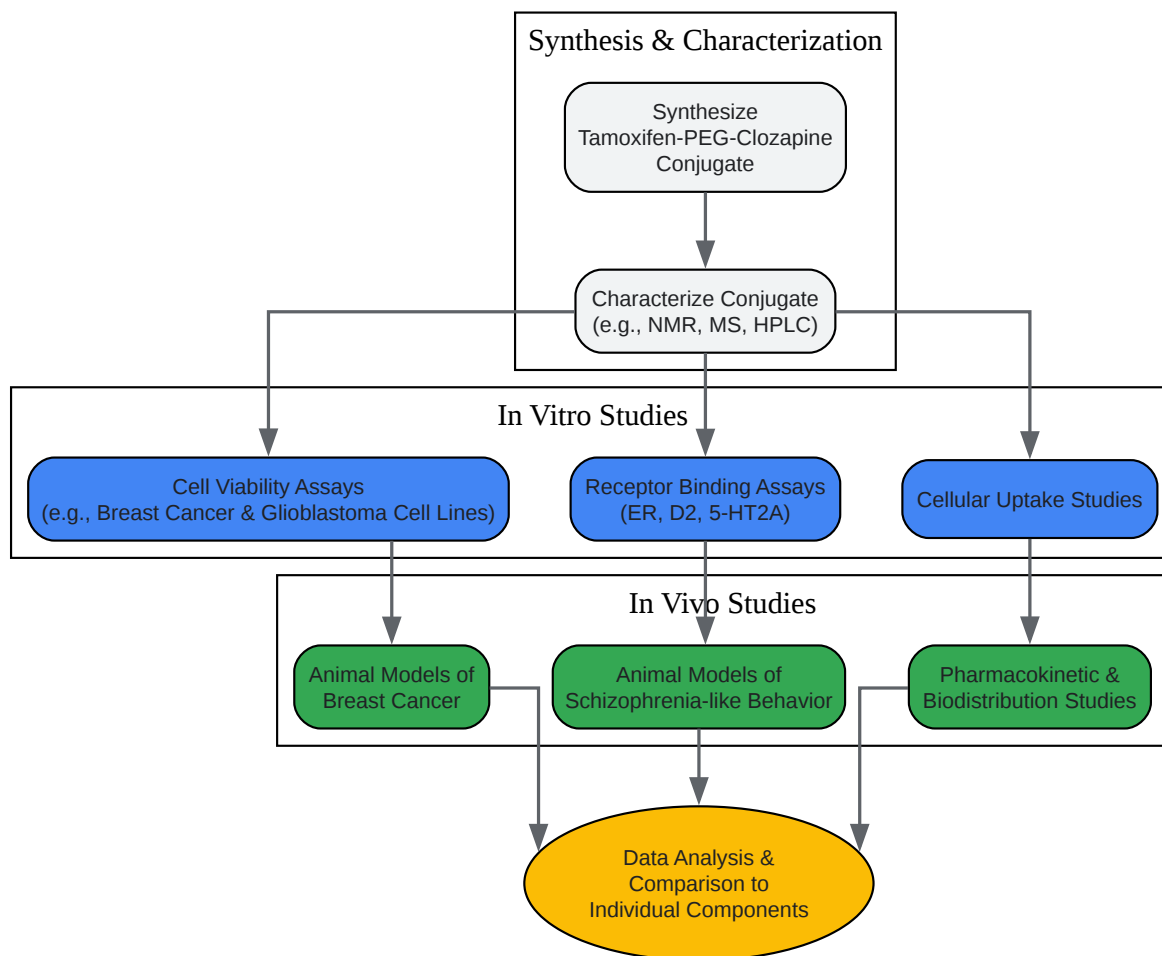 Synthesis & Characterization
Synthesize
Tamoxifen-PEG-Clozapine
Conjugate
Characterize Conjugate
(e.g., NMR, MS, HPLC)
In Vitro Studies
Cell Viability Assays
(e.g., Breast Cancer & Glioblastoma Cell Lines)
Receptor Binding Assays
(ER, D2, 5-HT2A)
Cellular Uptake Studies
In Vivo Studies
Animal Models of
Breast Cancer
Animal Models of
Schizophrenia-like Behavior
Pharmacokinetic &
Biodistribution Studies
Data Analysis &
Comparison to
Individual Components